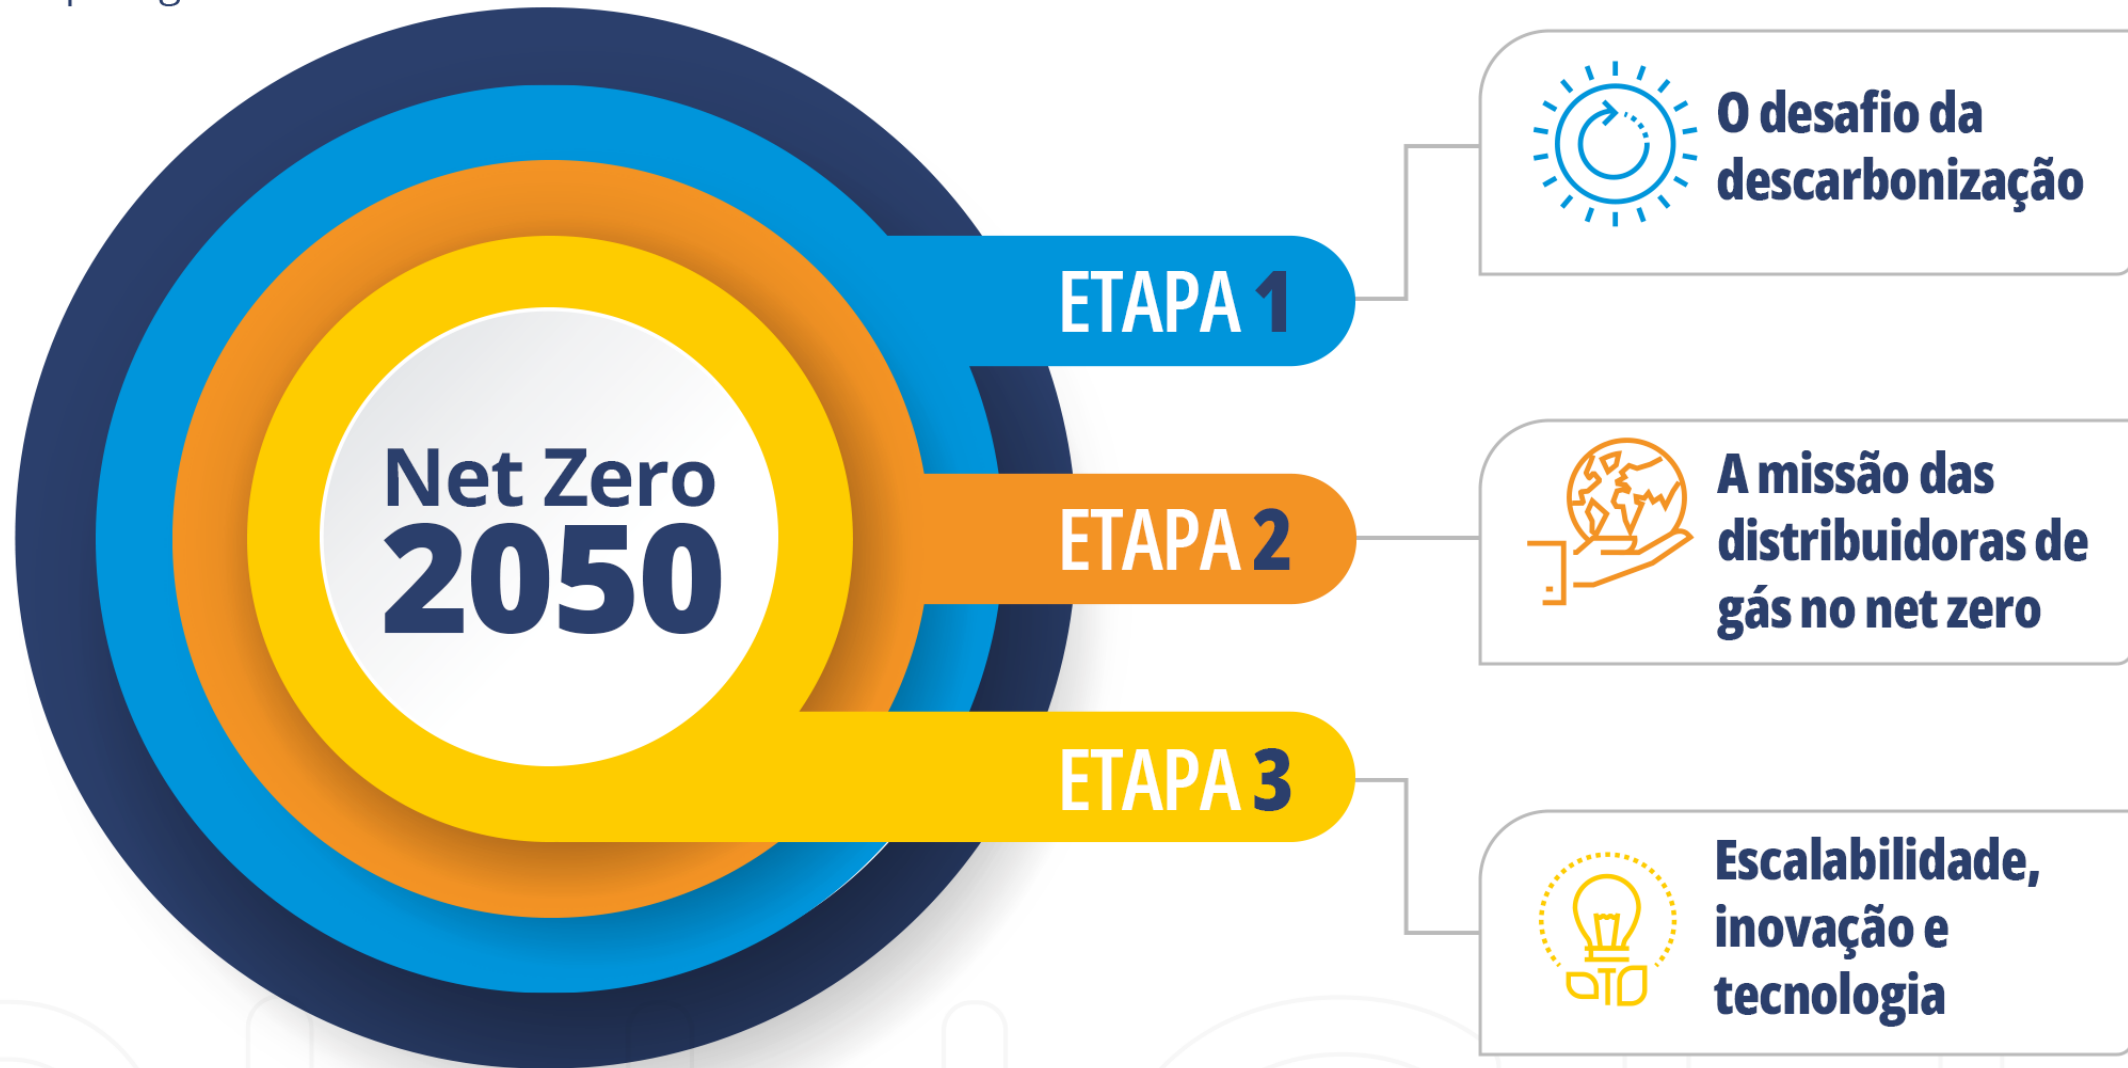 Net Zero
2050
ETAPA 1
O desafio da
descarbonização
ETAPA 2
A missão das
distribuidoras de
gás no net zero
ETAPA 3
Escalabilidade,
inovação e
tecnologia